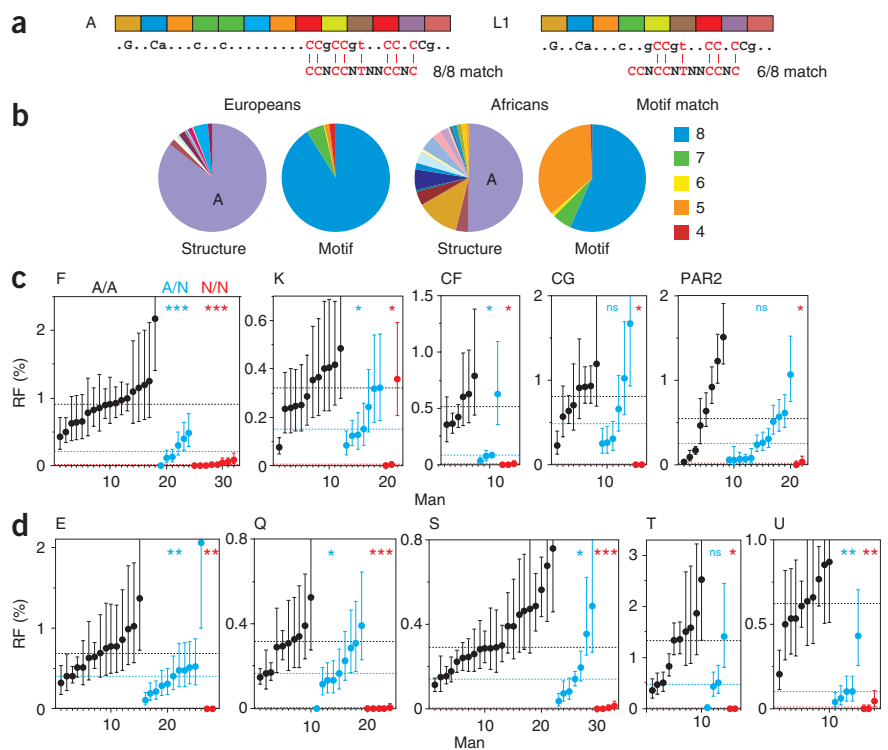 a A L1
. G. . Ca. . . c. . c. . . . . . . . . . CCgCCgt. . CC.CCg. . . G. . Ca. . . c. . gCCgt. . CC.CCg. .
CCNCCNTNNCCNC 8/8 match CCNCCNTNNCCNC 6/8 match
b Europeans Africans Motif match
8
7
A A 6
5
4
Structure Motif Structure Motif
c F K CF CG PAR2
A/A A/N N/N
*** *** * * * * ns * ns *
RF (%)
2 0.6 1.5 2 2
1 0.3 1.0 1 1
0.5
0 0 0 0 0
10 20 30 10 20 10 10 10 20
Man
d E Q S T U
** ** * *** * *** ns * ** **
RF (%)
2 0.8 0.8 3 1.0
1 0.4 0.4 2 0.5
1
0 0 0 0 0
10 20 10 20 10 20 30 10 10
Man